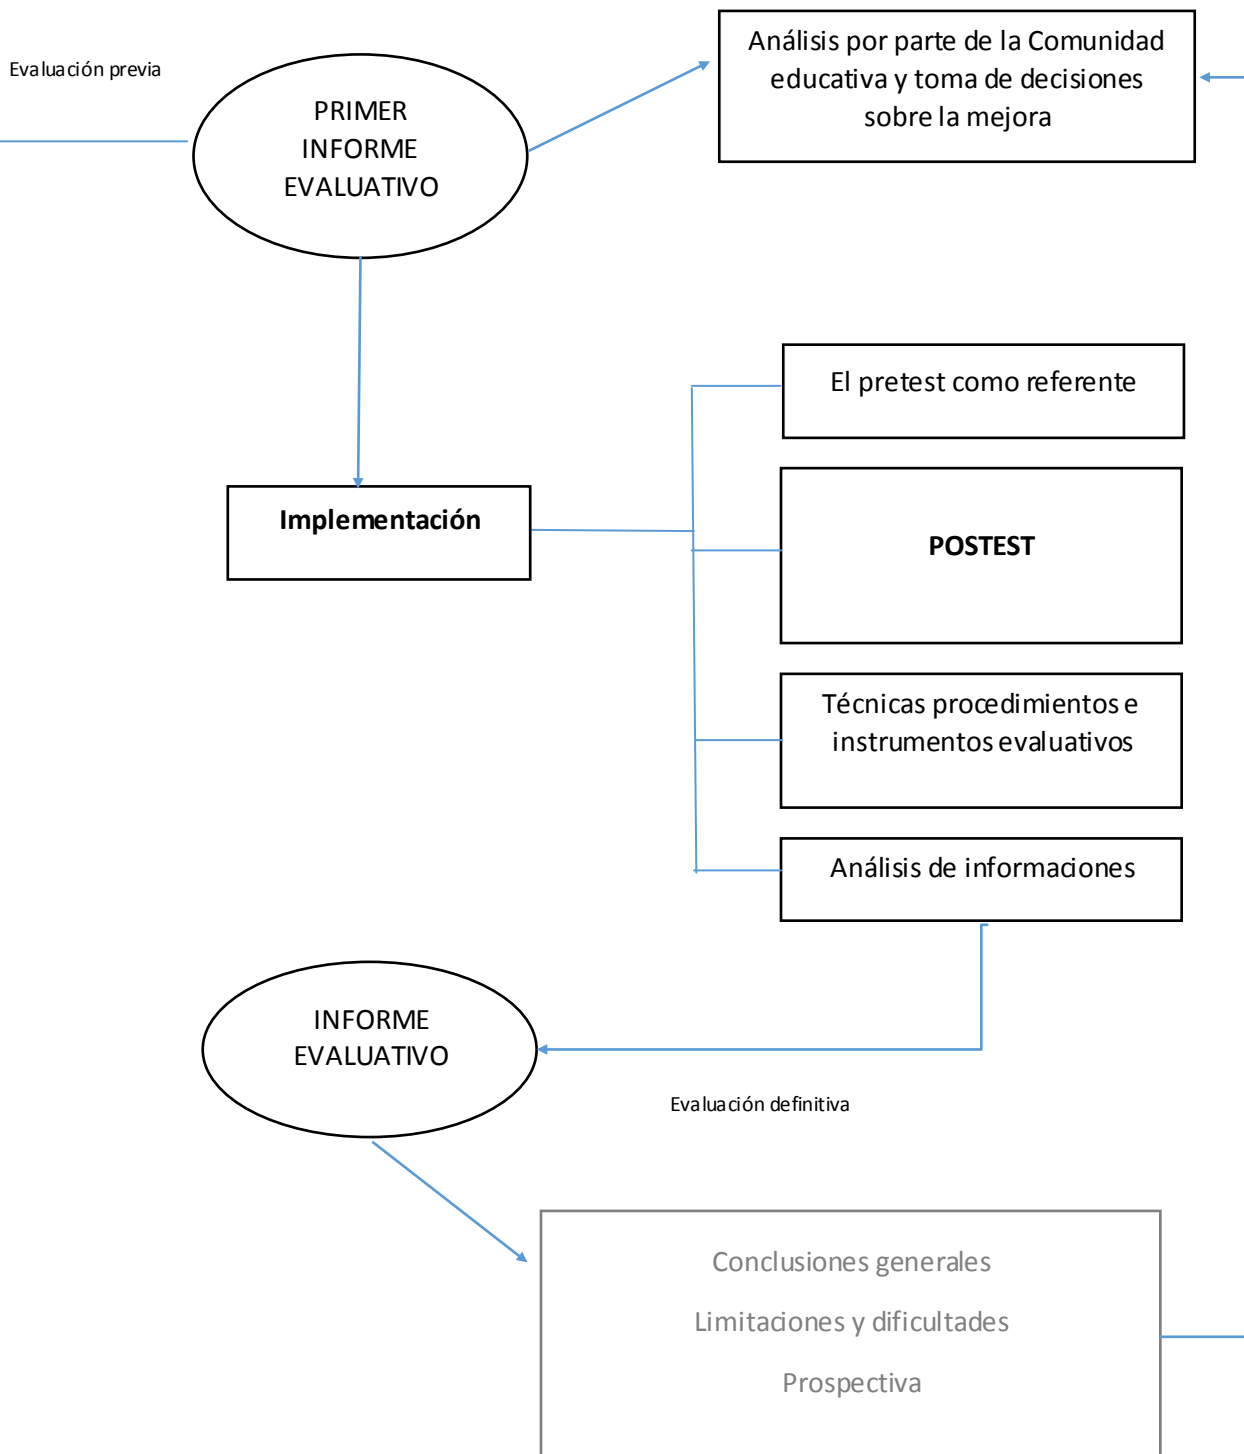 Evaluación previa
PRIMER
INFORME
EVALUATIVO
Análisis por parte de la Comunidad
educativa y toma de decisiones
sobre la mejora
El pretest como referente
Implementación
POSTEST
Técnicas procedimientos e
instrumentos evaluativos
Análisis de informaciones
INFORME
EVALUATIVO
Evaluación definitiva
Conclusiones generales
Limitaciones y dificultades
Prospectiva